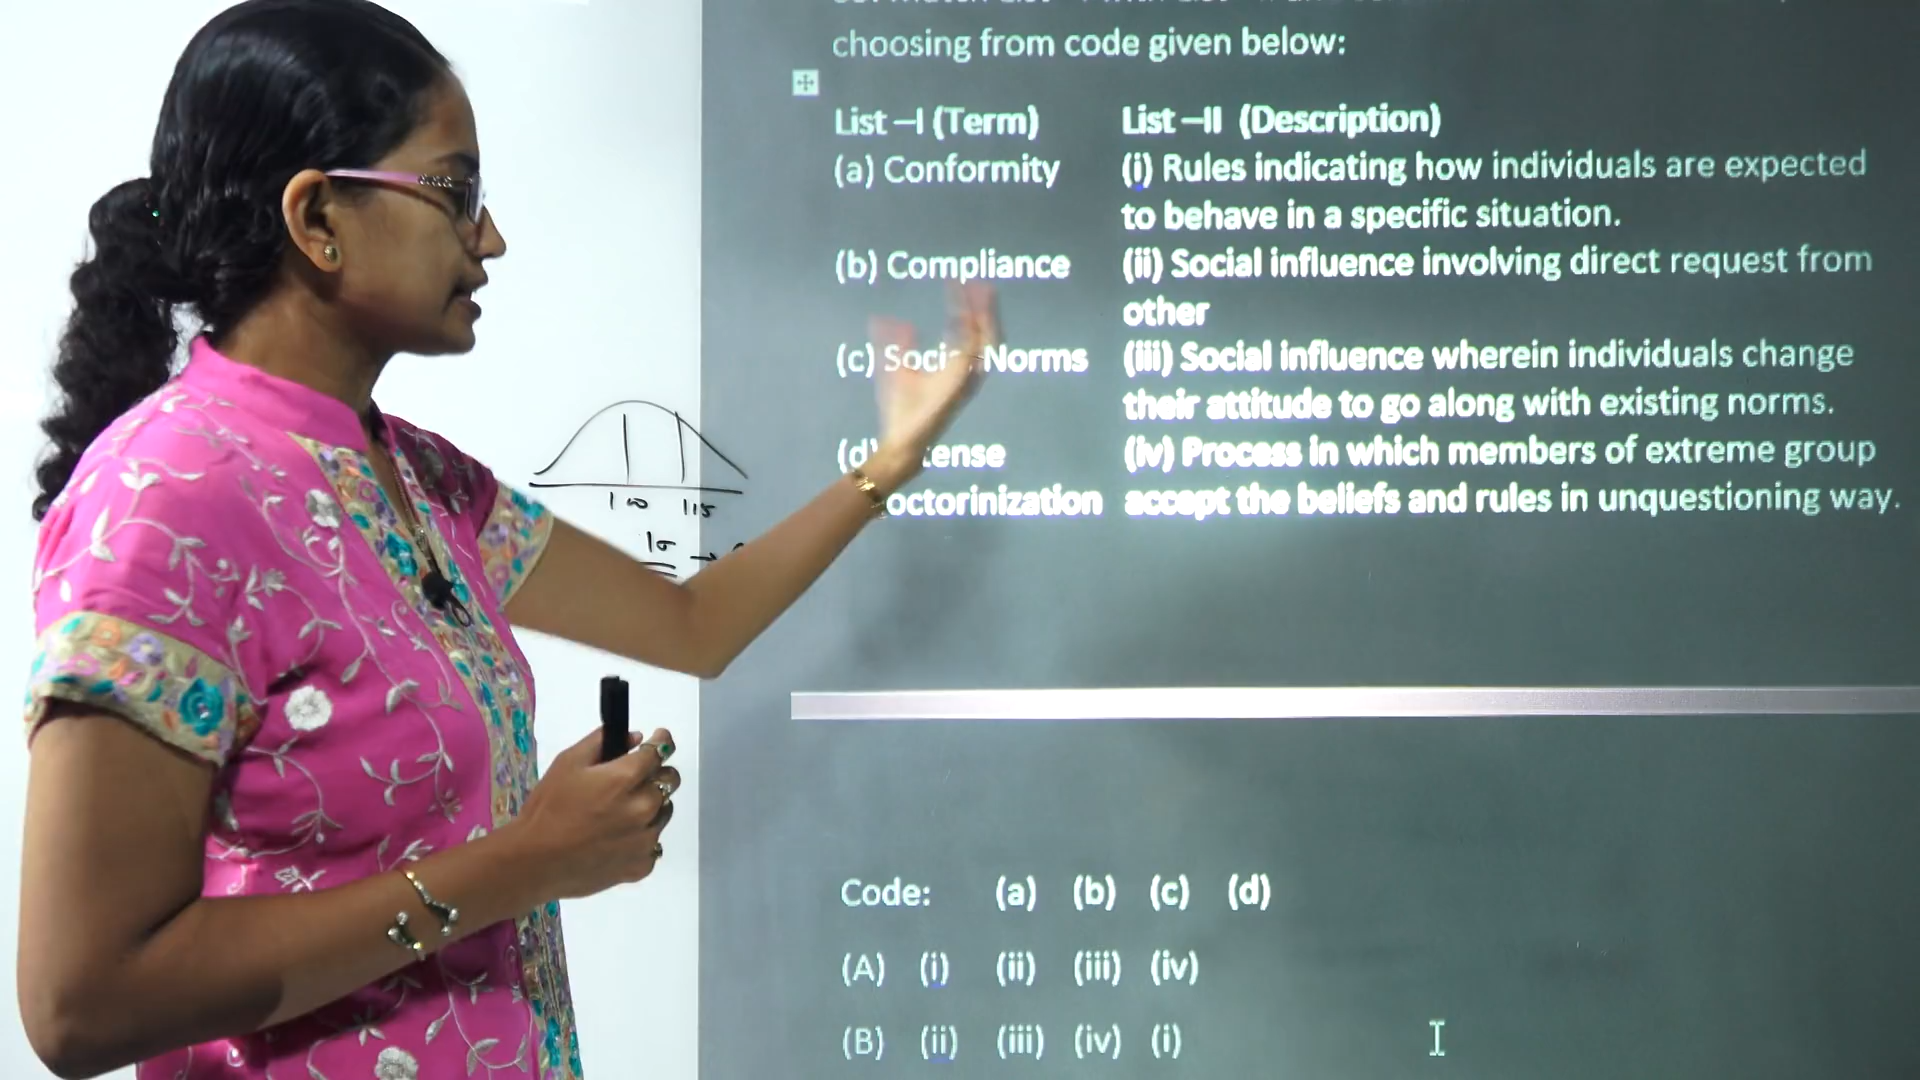 choosing from code given below:
List –I (Term) List –II (Description)
(a) Conformity (i) Rules indicating how individuals are expected
to behave in a specific situation.
(b) Compliance (ii) Social influence involving direct request from
other
(c) Norms (iii) Social influence wherein individuals change
their attitude to go along with existing norms.
(d) (iv) Process in which members of extreme group
accept the beliefs and rules in unquestioning way.
100 115
1σ →
Code: (a) (b) (c) (d)
(A) (i) (ii) (iii) (iv)
(B) (ii) (iii) (iv) (i)